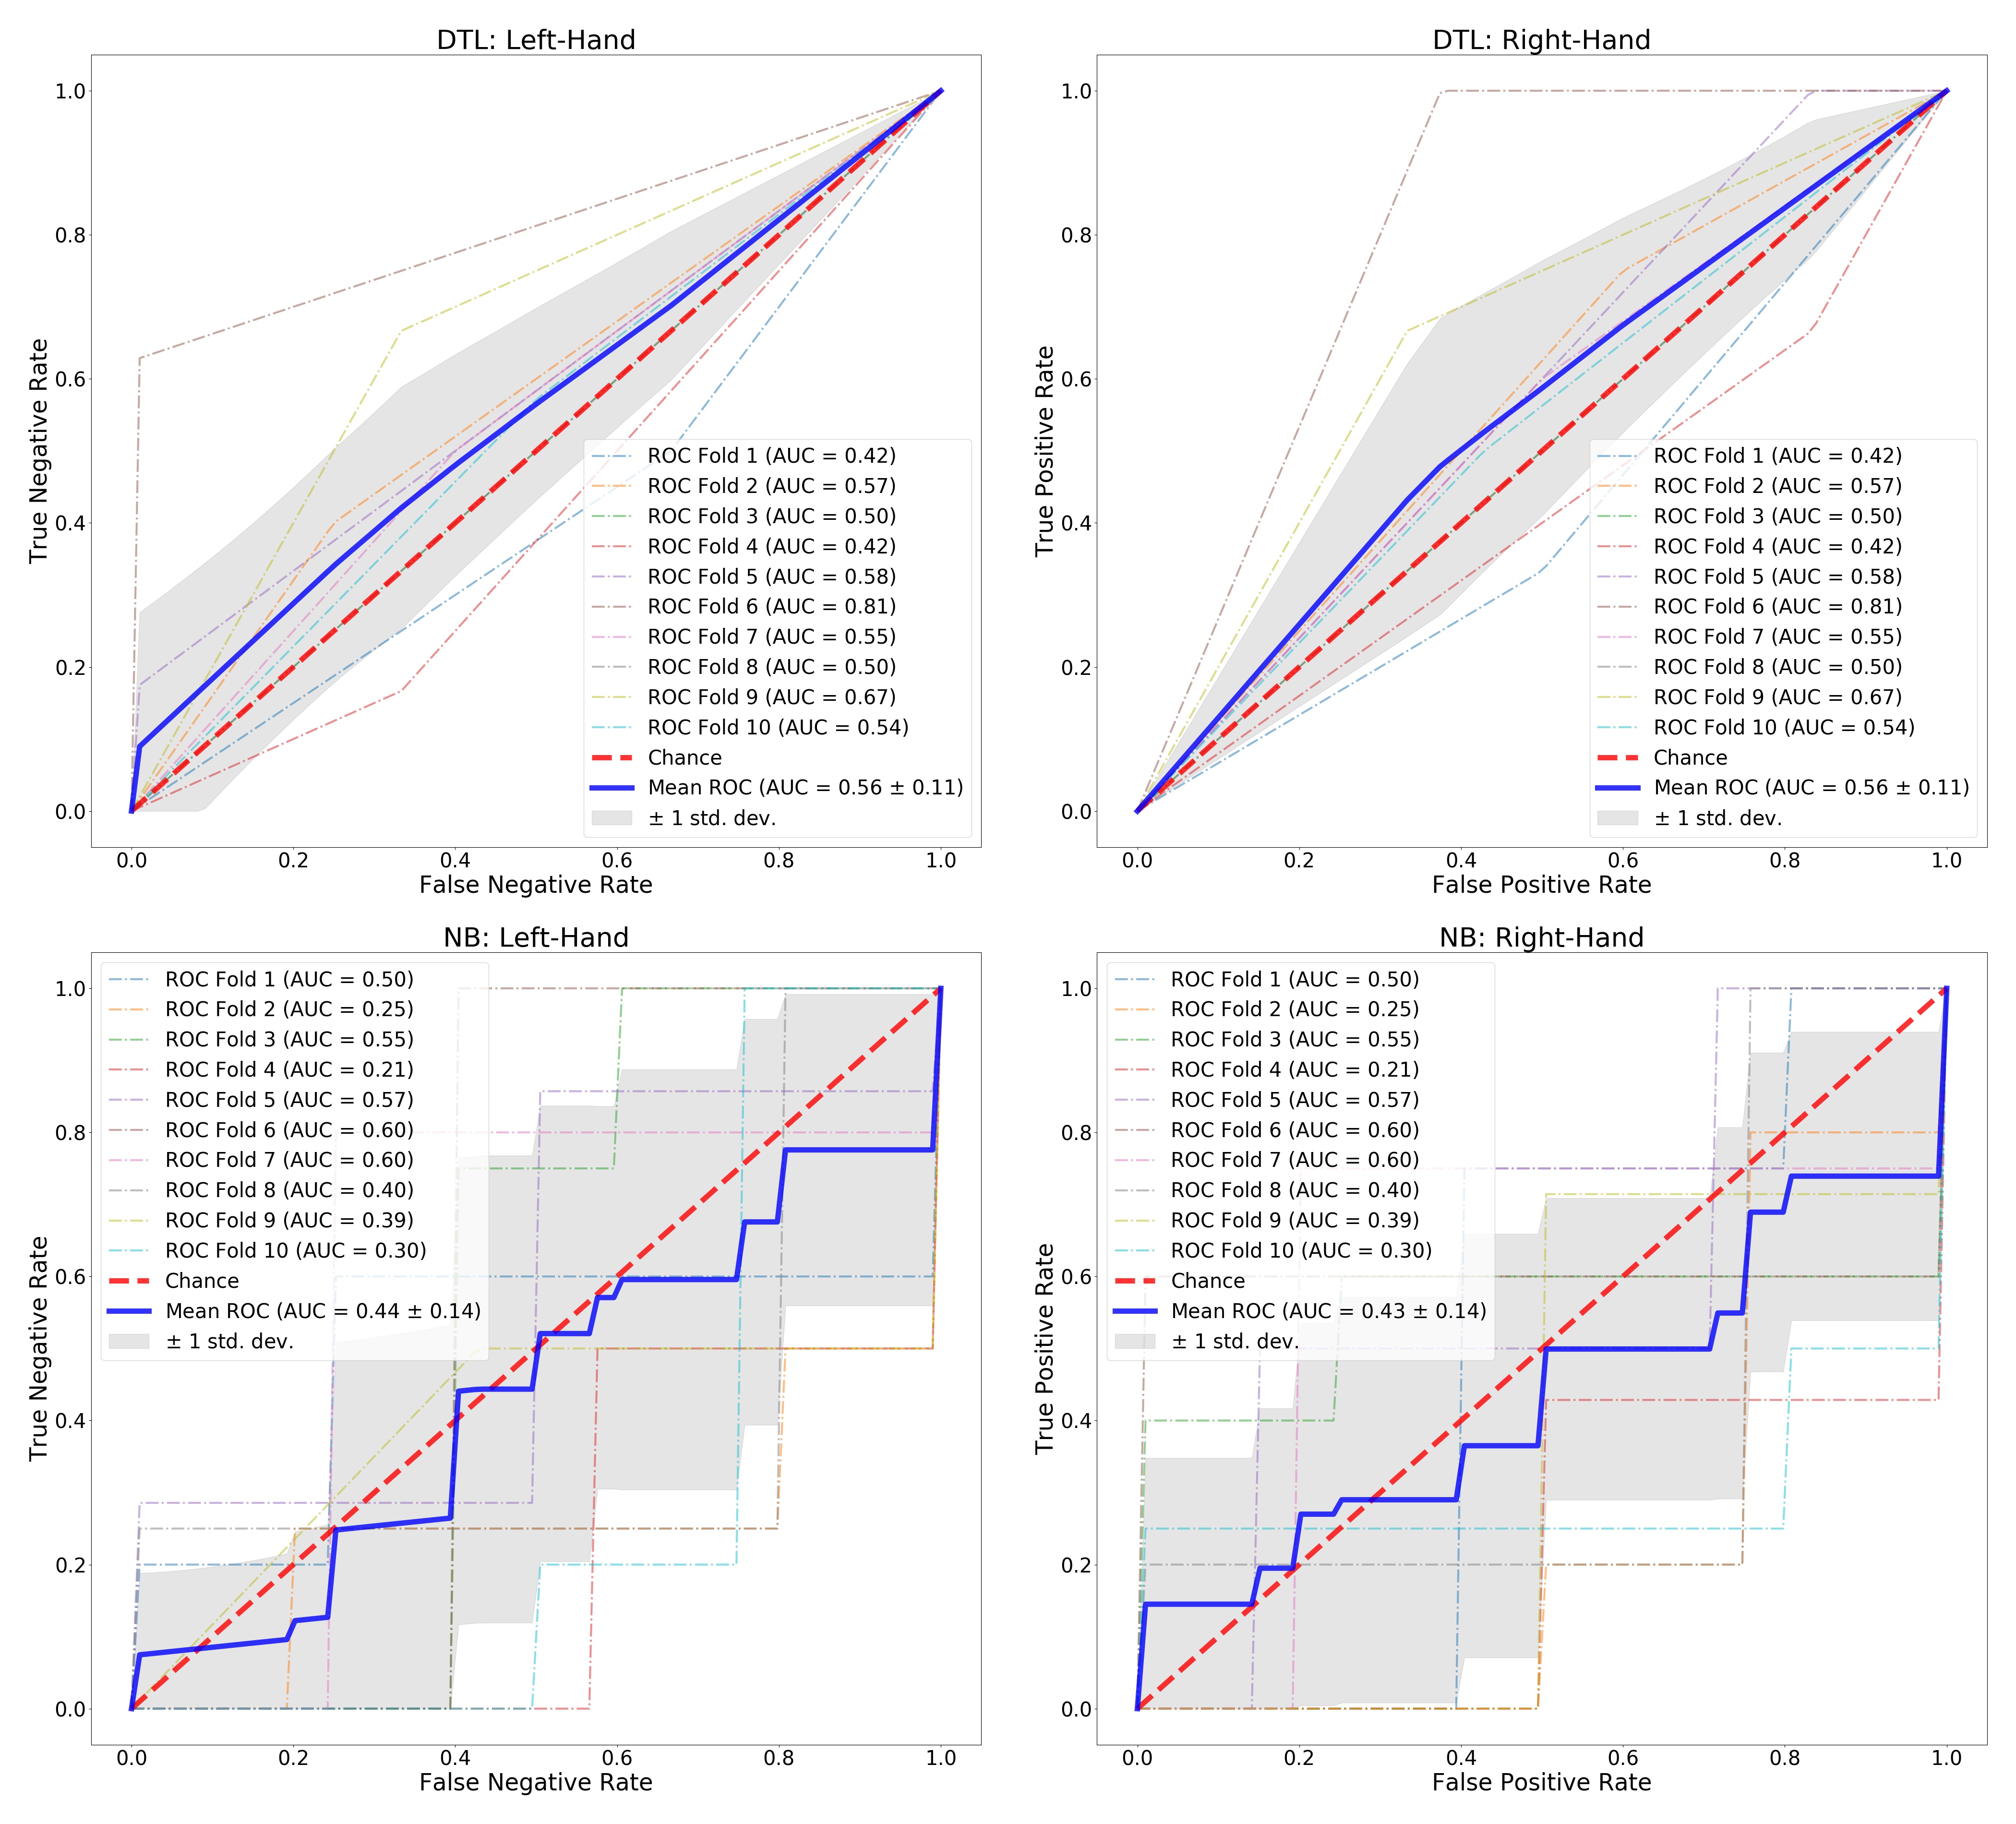 DTL: Left-Hand
True Negative Rate
1.0
0.8
0.6
0.4
0.2
0.0
ROC Fold 1 (AUC = 0.42)
ROC Fold 2 (AUC = 0.57)
ROC Fold 3 (AUC = 0.50)
ROC Fold 4 (AUC = 0.42)
ROC Fold 5 (AUC = 0.58)
ROC Fold 6 (AUC = 0.81)
ROC Fold 7 (AUC = 0.55)
ROC Fold 8 (AUC = 0.50)
ROC Fold 9 (AUC = 0.67)
ROC Fold 10 (AUC = 0.54)
Chance
Mean ROC (AUC = 0.56 ± 0.11)
± 1 std. dev.
0.0 0.2 0.4 0.6 0.8 1.0
False Negative Rate
DTL: Right-Hand
True Positive Rate
1.0
0.8
0.6
0.4
0.2
0.0
ROC Fold 1 (AUC = 0.42)
ROC Fold 2 (AUC = 0.57)
ROC Fold 3 (AUC = 0.50)
ROC Fold 4 (AUC = 0.42)
ROC Fold 5 (AUC = 0.58)
ROC Fold 6 (AUC = 0.81)
ROC Fold 7 (AUC = 0.55)
ROC Fold 8 (AUC = 0.50)
ROC Fold 9 (AUC = 0.67)
ROC Fold 10 (AUC = 0.54)
Chance
Mean ROC (AUC = 0.56 ± 0.11)
± 1 std. dev.
0.0 0.2 0.4 0.6 0.8 1.0
False Positive Rate
NB: Left-Hand
True Negative Rate
1.0
0.8
0.6
0.4
0.2
0.0
ROC Fold 1 (AUC = 0.50)
ROC Fold 2 (AUC = 0.25)
ROC Fold 3 (AUC = 0.55)
ROC Fold 4 (AUC = 0.21)
ROC Fold 5 (AUC = 0.57)
ROC Fold 6 (AUC = 0.60)
ROC Fold 7 (AUC = 0.60)
ROC Fold 8 (AUC = 0.40)
ROC Fold 9 (AUC = 0.39)
ROC Fold 10 (AUC = 0.30)
Chance
Mean ROC (AUC = 0.44 ± 0.14)
± 1 std. dev.
0.0 0.2 0.4 0.6 0.8 1.0
False Negative Rate
NB: Right-Hand
True Positive Rate
1.0
0.8
0.6
0.4
0.2
0.0
ROC Fold 1 (AUC = 0.50)
ROC Fold 2 (AUC = 0.25)
ROC Fold 3 (AUC = 0.55)
ROC Fold 4 (AUC = 0.21)
ROC Fold 5 (AUC = 0.57)
ROC Fold 6 (AUC = 0.60)
ROC Fold 7 (AUC = 0.60)
ROC Fold 8 (AUC = 0.40)
ROC Fold 9 (AUC = 0.39)
ROC Fold 10 (AUC = 0.30)
Chance
Mean ROC (AUC = 0.43 ± 0.14)
± 1 std. dev.
0.0 0.2 0.4 0.6 0.8 1.0
False Positive Rate